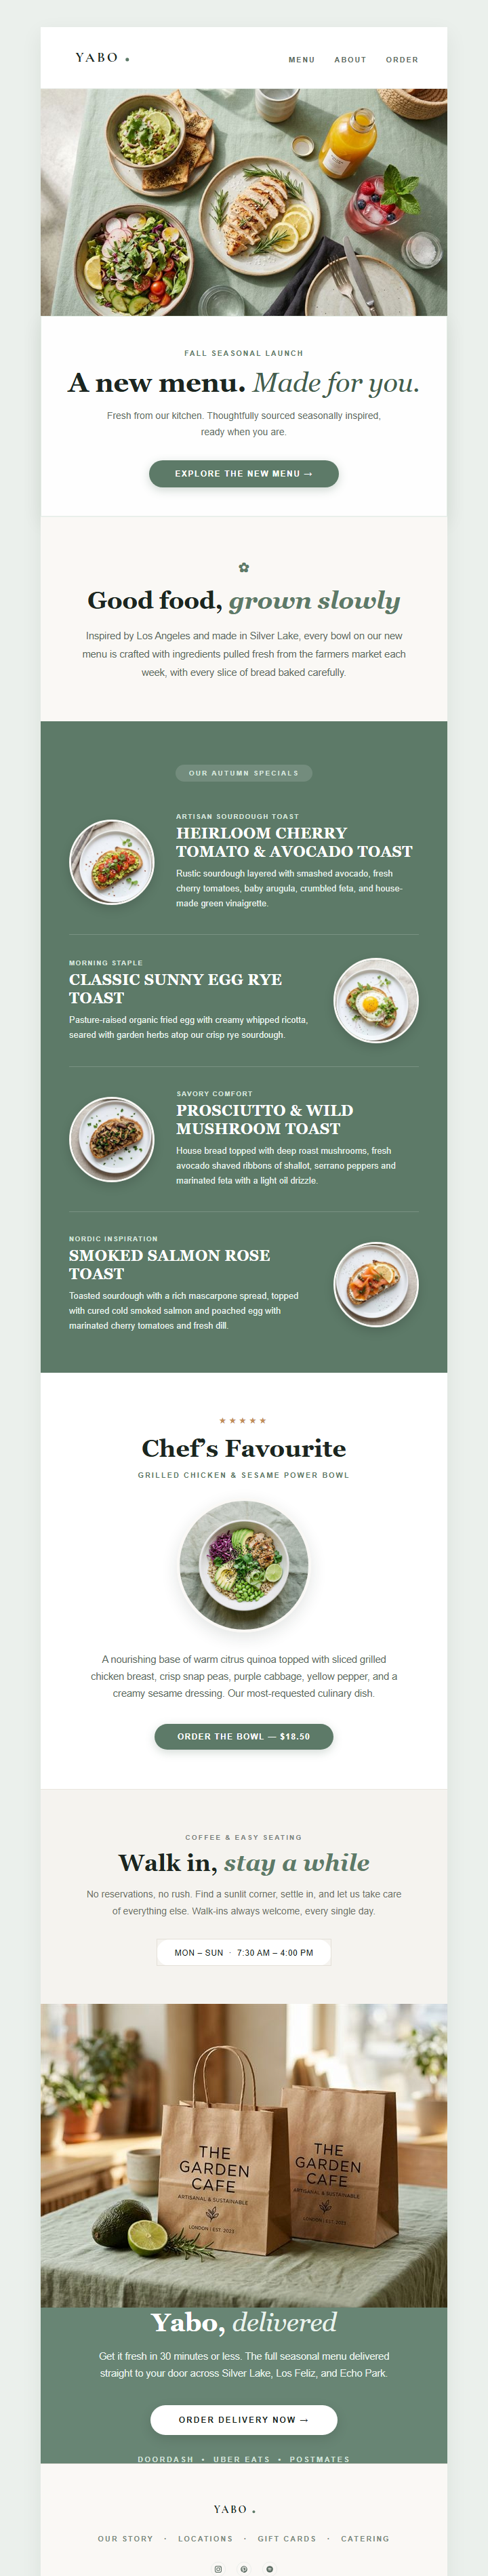 YABO
MENU ABOUT ORDER
FALL SEASONAL LAUNCH
A new menu. Made for you.
Fresh from our kitchen. Thoughtfully sourced seasonally inspired,
ready when you are.
EXPLORE THE NEW MENU →
Good food, grown slowly
Inspired by Los Angeles and made in Silver Lake, every bowl on our new
menu is crafted with ingredients pulled fresh from the farmers market each
week, with every slice of bread baked carefully.
OUR AUTUMN SPECIALS
ARTISAN SOURDOUGH TOAST
HEIRLOOM CHERRY
TOMATO & AVOCADO TOAST
Rustic sourdough layered with smashed avocado, fresh
cherry tomatoes, baby arugula, crumbled feta, and house-
made green vinaigrette.
MORNING STAPLE
CLASSIC SUNNY EGG RYE
TOAST
Pasture-raised organic fried egg with creamy whipped ricotta,
seared with garden herbs atop our crisp rye sourdough.
SAVORY COMFORT
PROSCIUTTO & WILD
MUSHROOM TOAST
House bread topped with deep roast mushrooms, fresh
avocado shaved ribbons of shallot, serrano peppers and
marinated feta with a light oil drizzle.
NORDIC INSPIRATION
SMOKED SALMON ROSE
TOAST
Toasted sourdough with a rich mascarpone spread, topped
with cured cold smoked salmon and poached egg with
marinated cherry tomatoes and fresh dill.
★★★★★
Chef's Favourite
GRILLED CHICKEN & SESAME POWER BOWL
A nourishing base of warm citrus quinoa topped with sliced grilled
chicken breast, crisp snap peas, purple cabbage, yellow pepper, and a
creamy sesame dressing. Our most-requested culinary dish.
ORDER THE BOWL — $18.50
COFFEE & EASY SEATING
Walk in, stay a while
No reservations, no rush. Find a sunlit corner, settle in, and let us take care
of everything else. Walk-ins always welcome, every single day.
MON – SUN · 7:30 AM – 4:00 PM
THE
GARDEN
CAFE
ARTISANAL & SUSTAINABLE
LONDON | EST. 2023
THE
GARDEN
CAFE
ARTISANAL & SUSTAINABLE
LONDON | EST. 2023
Yabo, delivered
Get it fresh in 30 minutes or less. The full seasonal menu delivered
straight to your door across Silver Lake, Los Feliz, and Echo Park.
ORDER DELIVERY NOW →
DOORDASH • UBER EATS • POSTMATES
YABO
OUR STORY · LOCATIONS · GIFT CARDS · CATERING